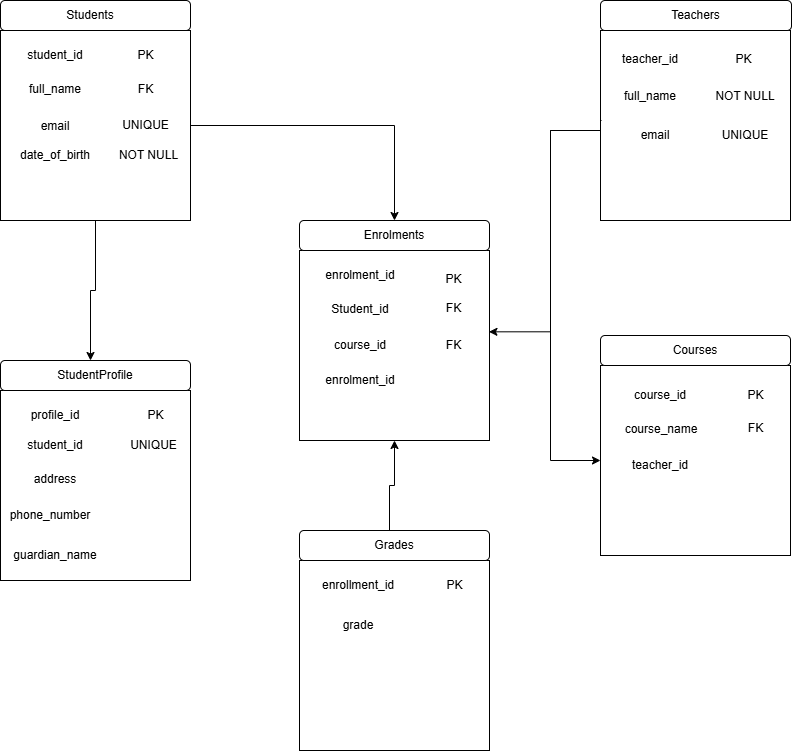 Students
student_id PK
full_name FK
email UNIQUE
date_of_birth NOT NULL
Teachers
teacher_id PK
full_name NOT NULL
email UNIQUE
Enrolments
enrolment_id PK
Student_id FK
course_id FK
enrolment_id
StudentProfile
profile_id PK
student_id UNIQUE
address
phone_number
guardian_name
Courses
course_id PK
course_name FK
teacher_id
Grades
enrollment_id PK
grade